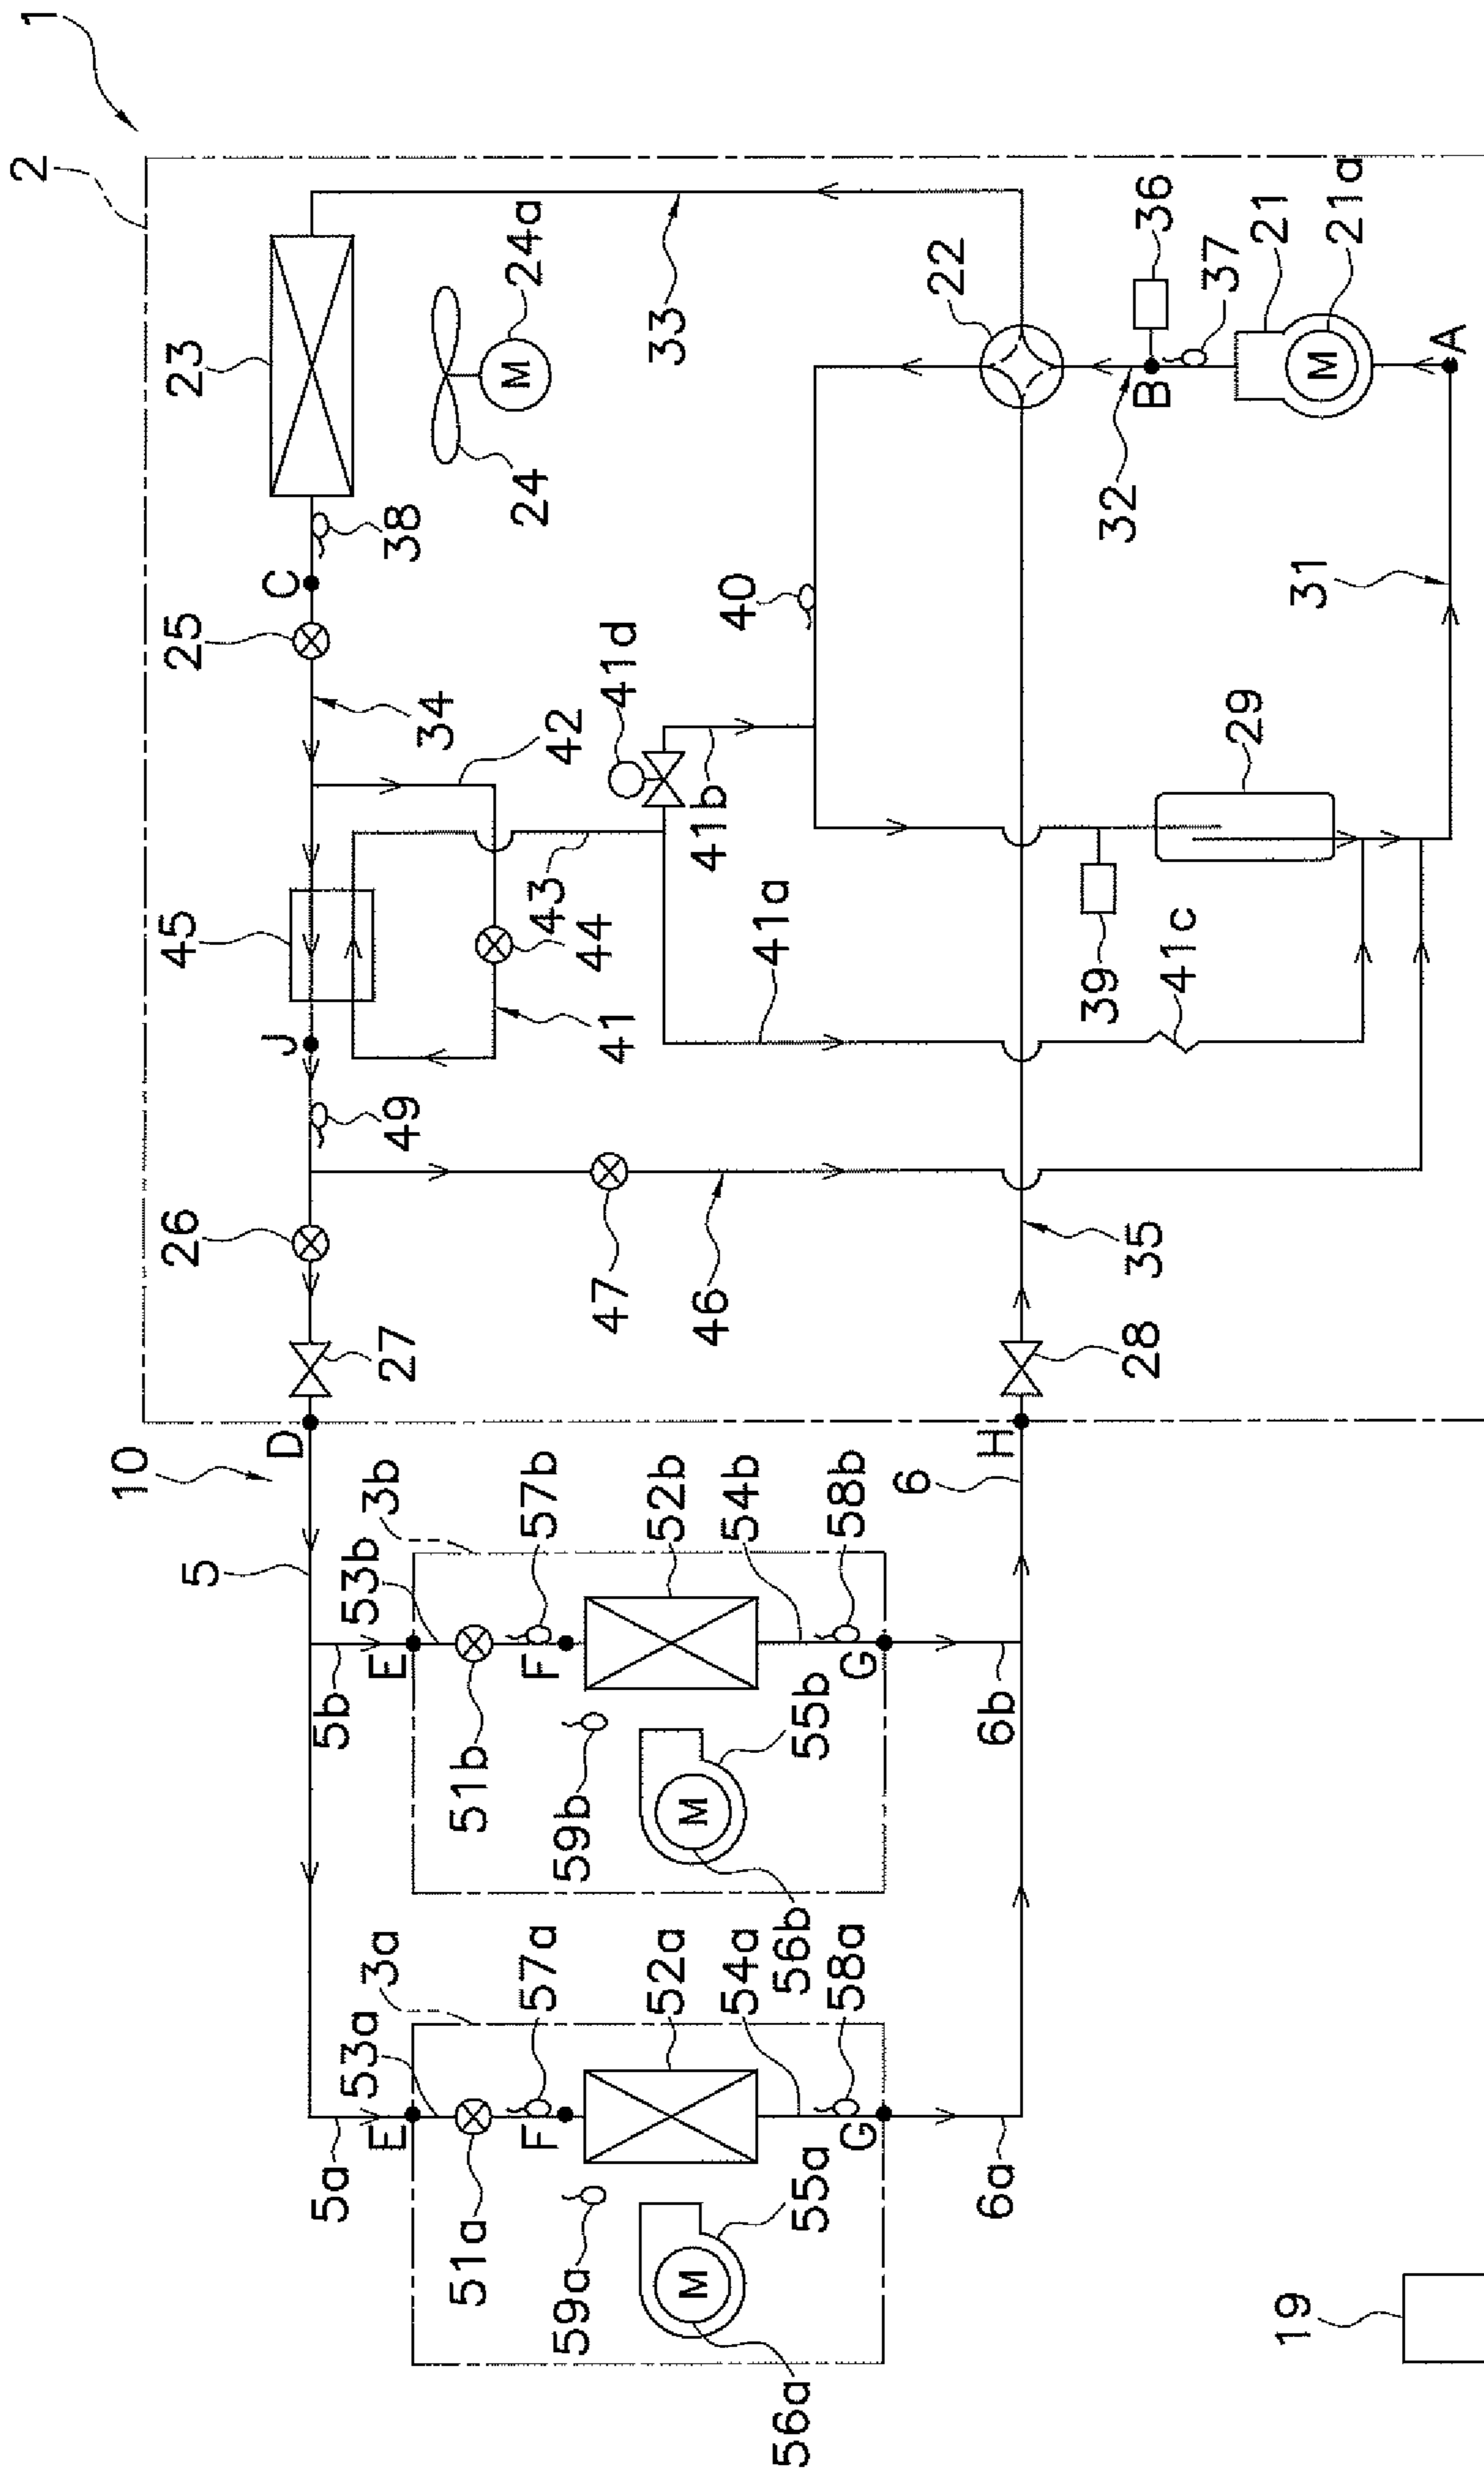 1
2
23
24a
24
33
22
36
37
21
21a
B
A
32
31
38
C
25
34
42
40
41d
41b
29
45
43
44
41
41a
39
41c
J
49
26
47
46
35
27
28
D
H
10
5
6
3b
53b
57b
52b
54b
58b
E
F
G
5b
51b
59b
55b
56b
6b
3a
53a
57a
52a
54a
58a
E
F
G
5a
51a
59a
55a
56a
6a
19
M
M
M
M